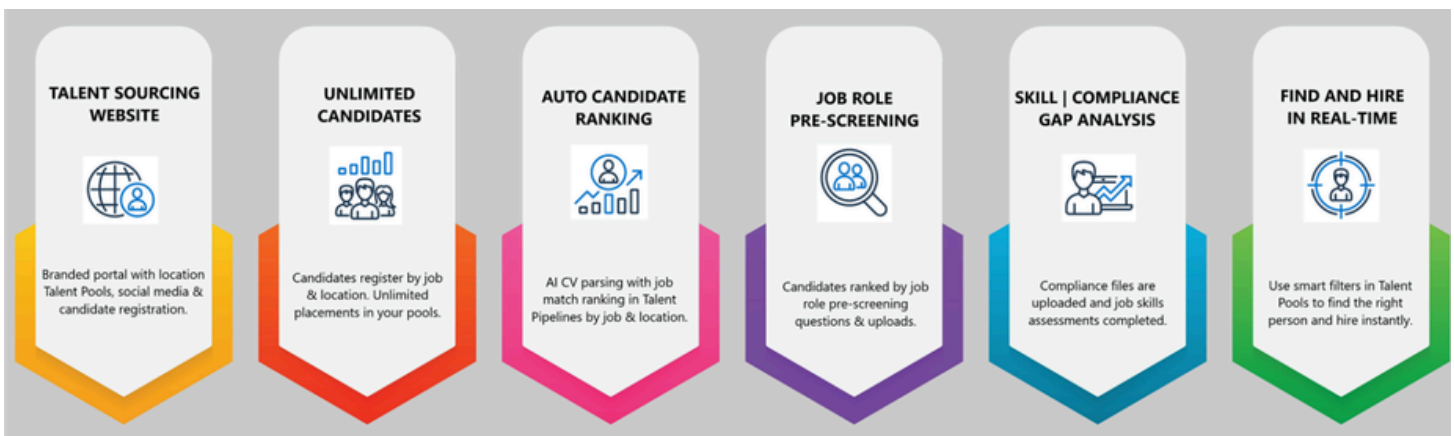 TALENT SOURCING
WEBSITE
Branded portal with location
Talent Pools, social media &
candidate registration.
UNLIMITED
CANDIDATES
Candidates register by job
& location. Unlimited
placements in your pools.
AUTO CANDIDATE
RANKING
AI CV parsing with job
match ranking in Talent
Pipelines by job & location.
JOB ROLE
PRE-SCREENING
Candidates ranked by job
role pre-screening
questions & uploads.
SKILL | COMPLIANCE
GAP ANALYSIS
Compliance files are
uploaded and job skills
assessments completed.
FIND AND HIRE
IN REAL-TIME
Use smart filters in Talent
Pools to find the right
person and hire instantly.